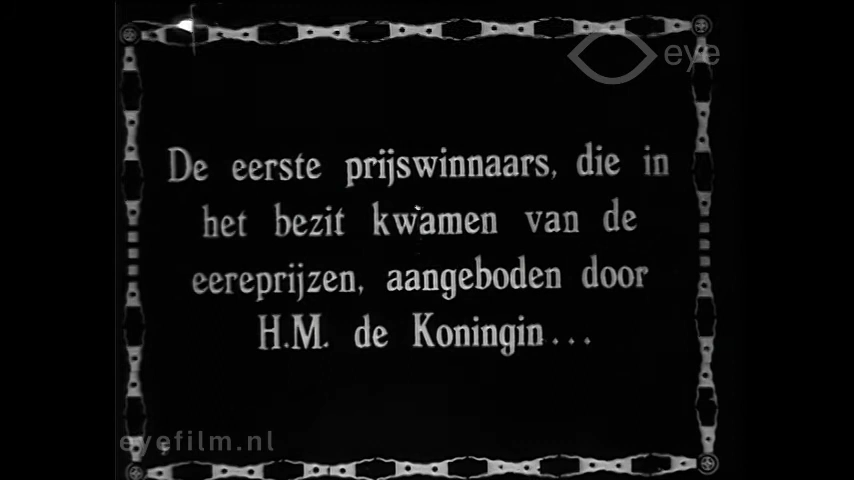 eye
De eerste prijswinnaars, die in
het bezit kwamen van de
eereprijzen, aangeboden door
H.M. de Koningin...
eyefilm.nl